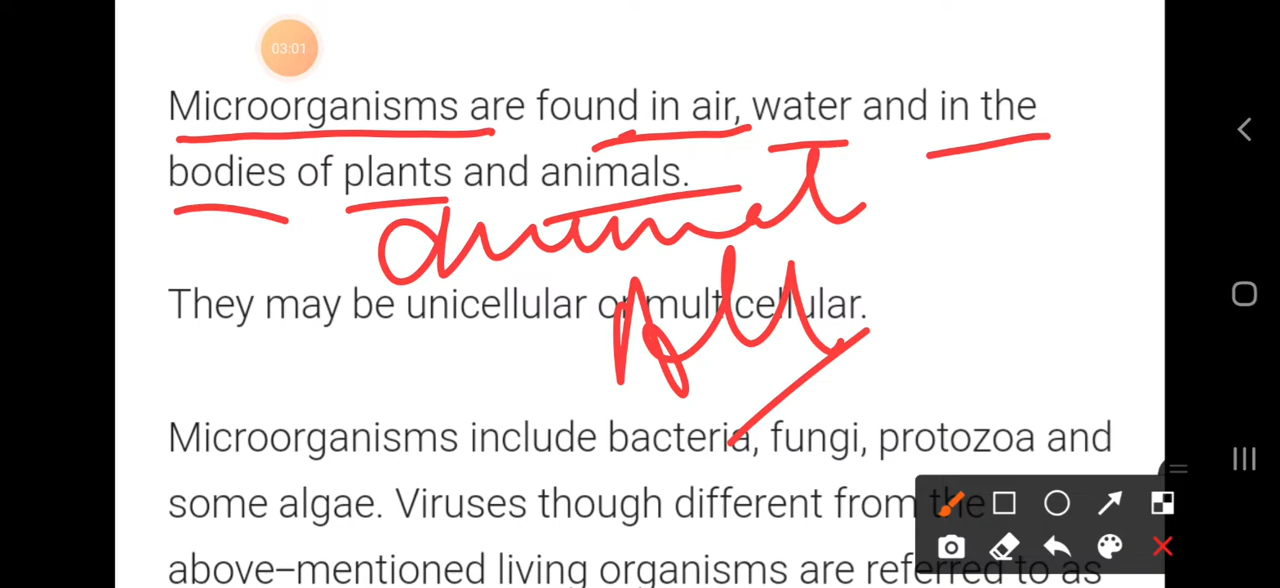 03:01
Microorganisms are found in air, water and in the
bodies of plants and animals.
They may be unicellular or multicellular.
Microorganisms include bacteria, fungi, protozoa and
some algae. Viruses though different from the
above-mentioned living organisms are referred to as